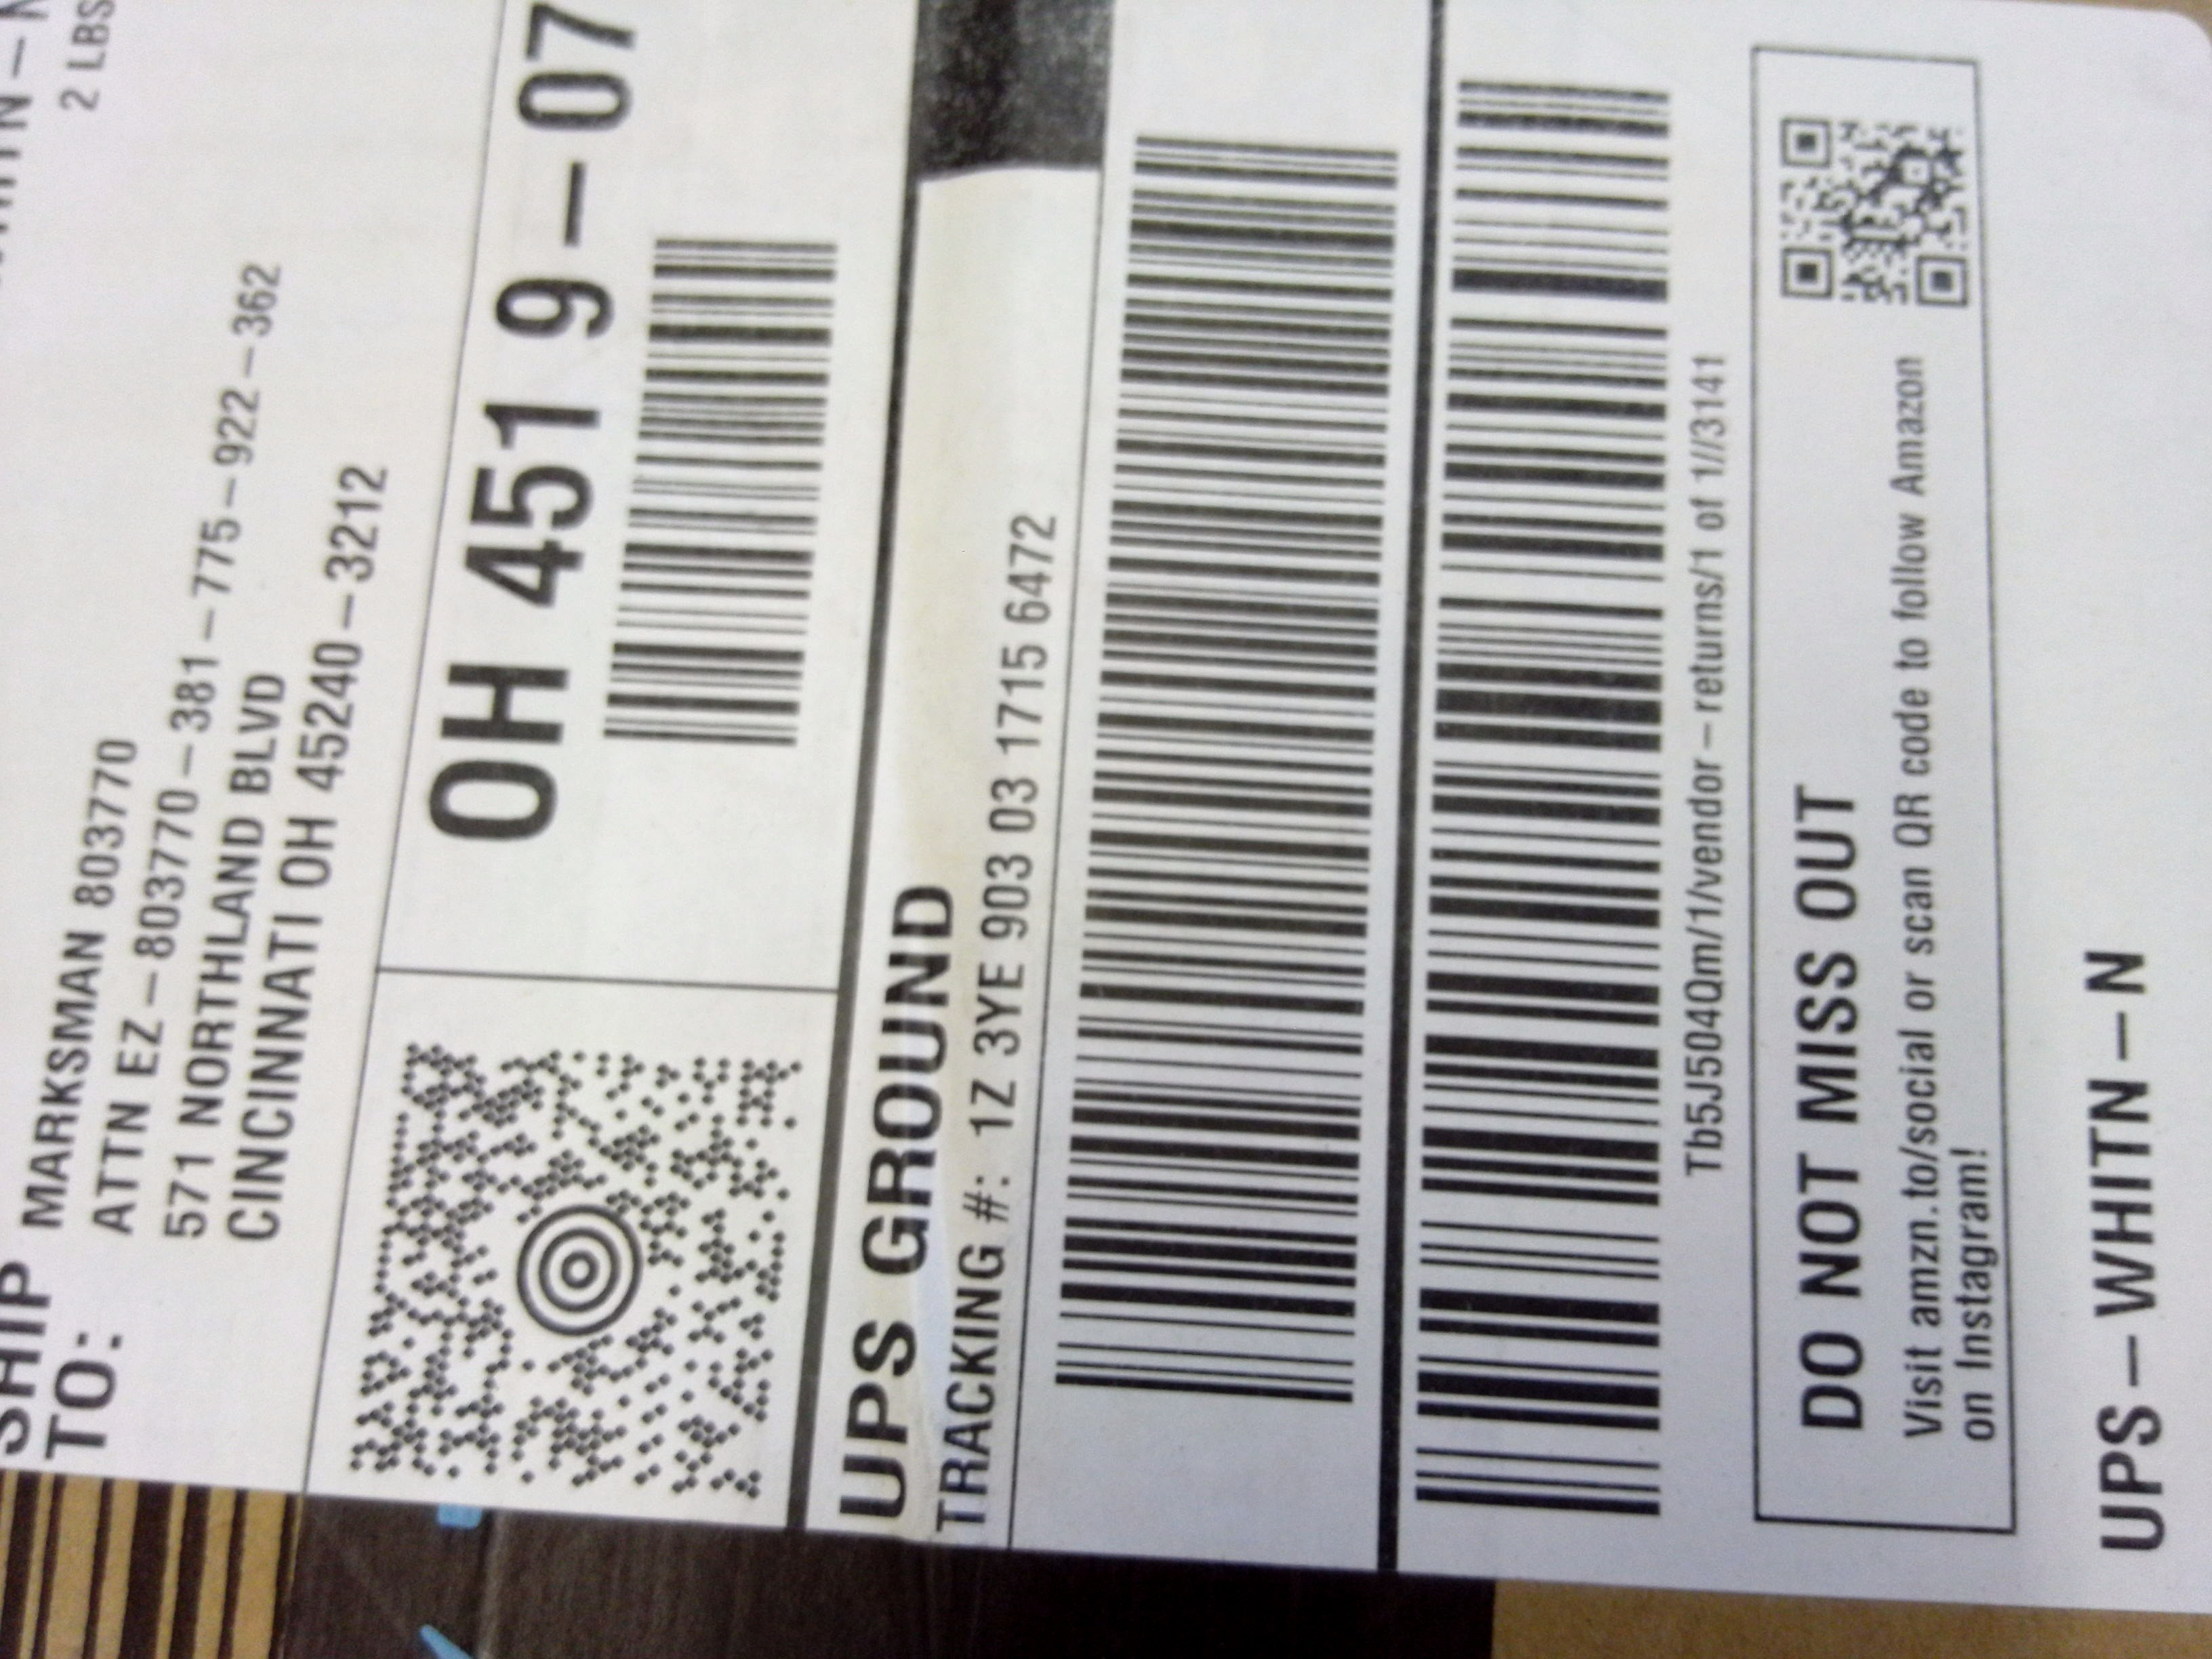 2 LBS
SHIP
TO:
MARKSMAN 803770
ATTN EZ-803770-381-775-922-362
571 NORTHLAND BLVD
CINCINNATI OH 45240-3212
OH 451 9-07
UPS GROUND
TRACKING #: 1Z 3YE 903 03 1715 6472
Tb5J504Qm/1/vendor-returns/1 of 1//3141
DO NOT MISS OUT
Visit amzn.to/social or scan QR code to follow Amazon
on Instagram!
UPS-WHITN-N